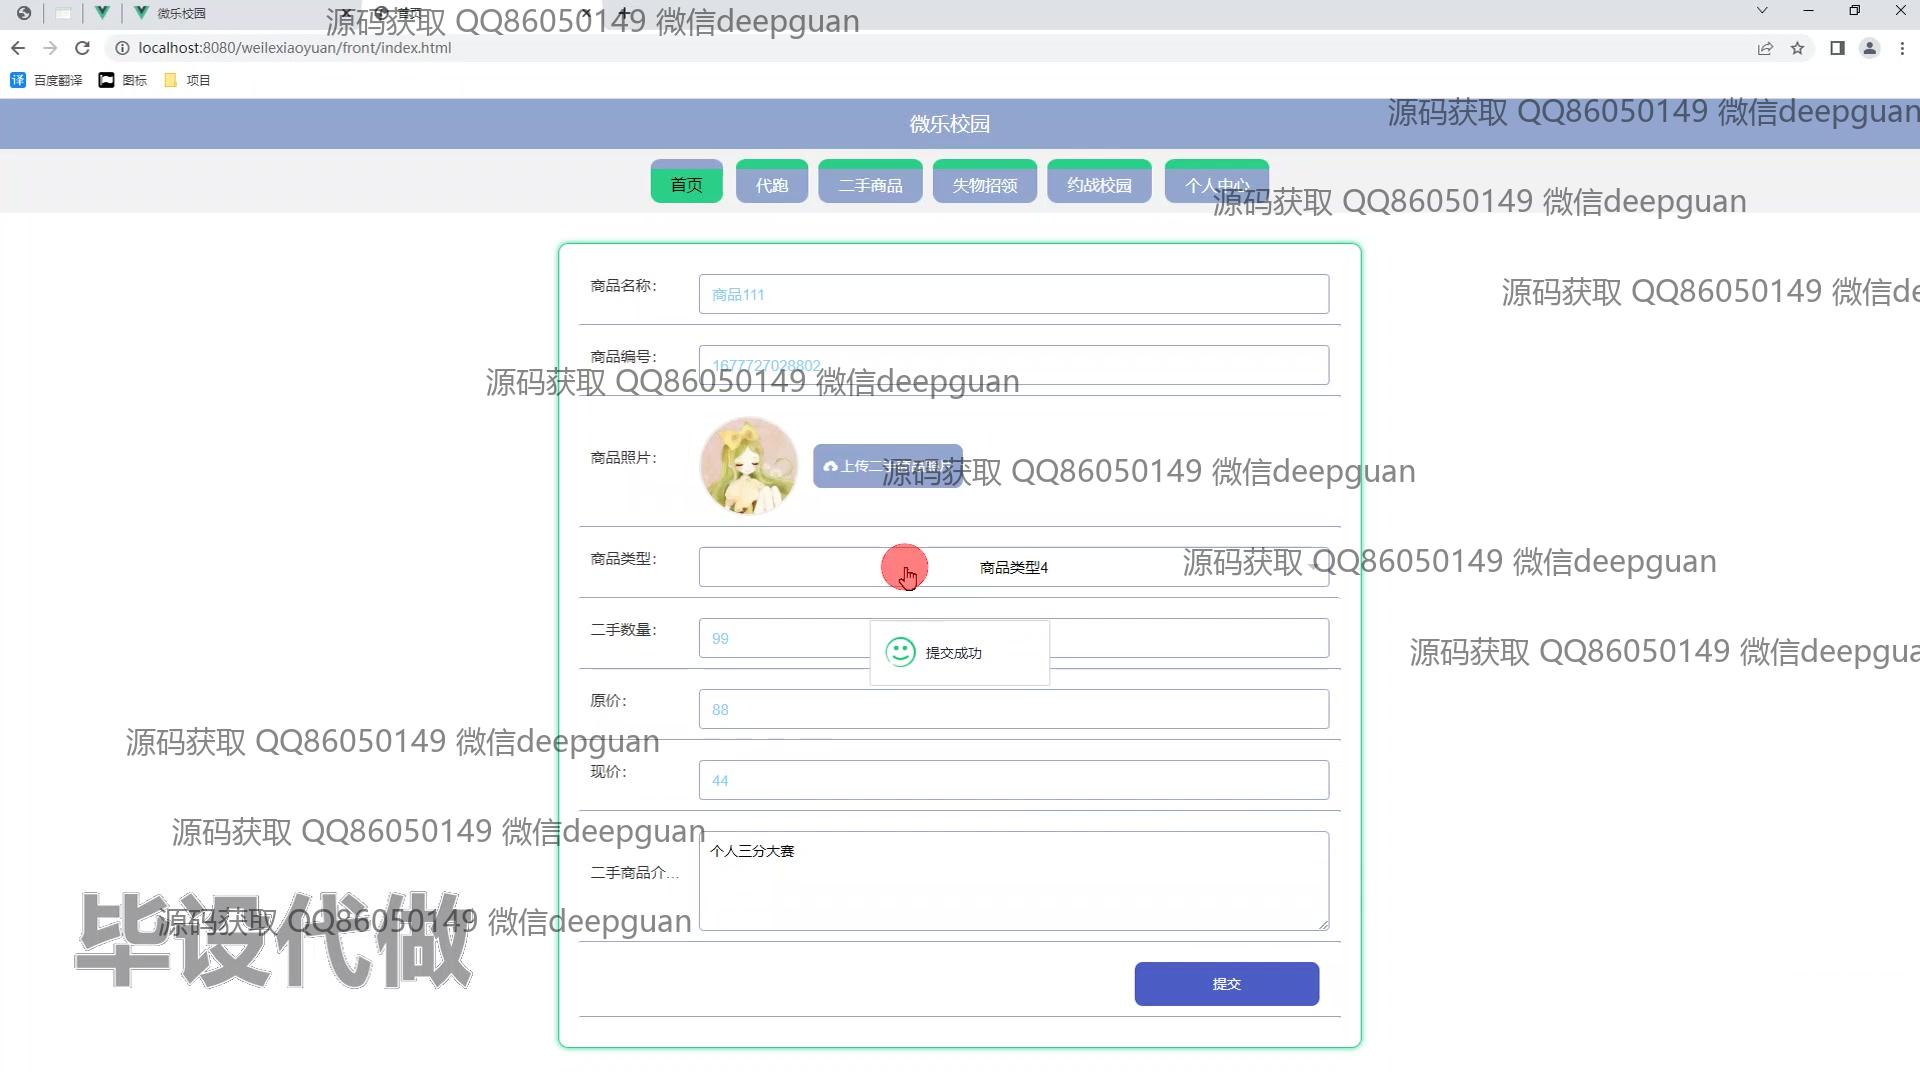 微乐校园
首页
源码获取 QQ86050149 微信deepguan
localhost:8080/weilexiaoyuan/front/index.html
百度翻译
图标
项目
微乐校园
源码获取 QQ86050149 微信deepguan
首页
代跑
二手商品
失物招领
约战校园
个人中心
源码获取 QQ86050149 微信deepguan
商品名称:
商品111
源码获取 QQ86050149 微信de
商品编号:
1677727028802
源码获取 QQ86050149 微信deepguan
商品照片:
上传二手商品照片
源码获取 QQ86050149 微信deepguan
商品类型:
商品类型4
源码获取 QQ86050149 微信deepguan
二手数量:
99
提交成功
源码获取 QQ86050149 微信deepgua
原价:
88
源码获取 QQ86050149 微信deepguan
现价:
44
源码获取 QQ86050149 微信deepguan
二手商品介...
个人三分大赛
源码获取 QQ86050149 微信deepguan
毕设代做
提交